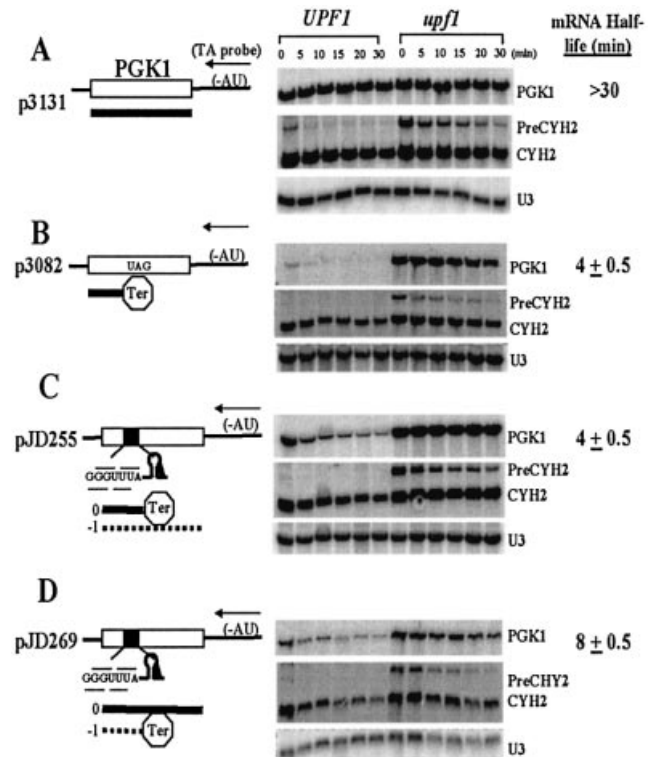 UPF1 upf1 mRNA Half-
life (min)
0 5 10 15 20 30 0 5 10 15 20 30 (min)
A
PGK1
(TA probe)
(-AU)
p3131
PGK1
>30
PreCYH2
CYH2
U3
B
p3082
UAG
(-AU)
Ter
PGK1
4 ± 0.5
PreCYH2
CYH2
U3
C
pJD255
(-AU)
GGGUUUA
0
Ter
-1
PGK1
4 ± 0.5
PreCYH2
CYH2
U3
D
pJD269
(-AU)
GGGUUUA
0
-1
Ter
PGK1
8 ± 0.5
PreCHY2
CYH2
U3